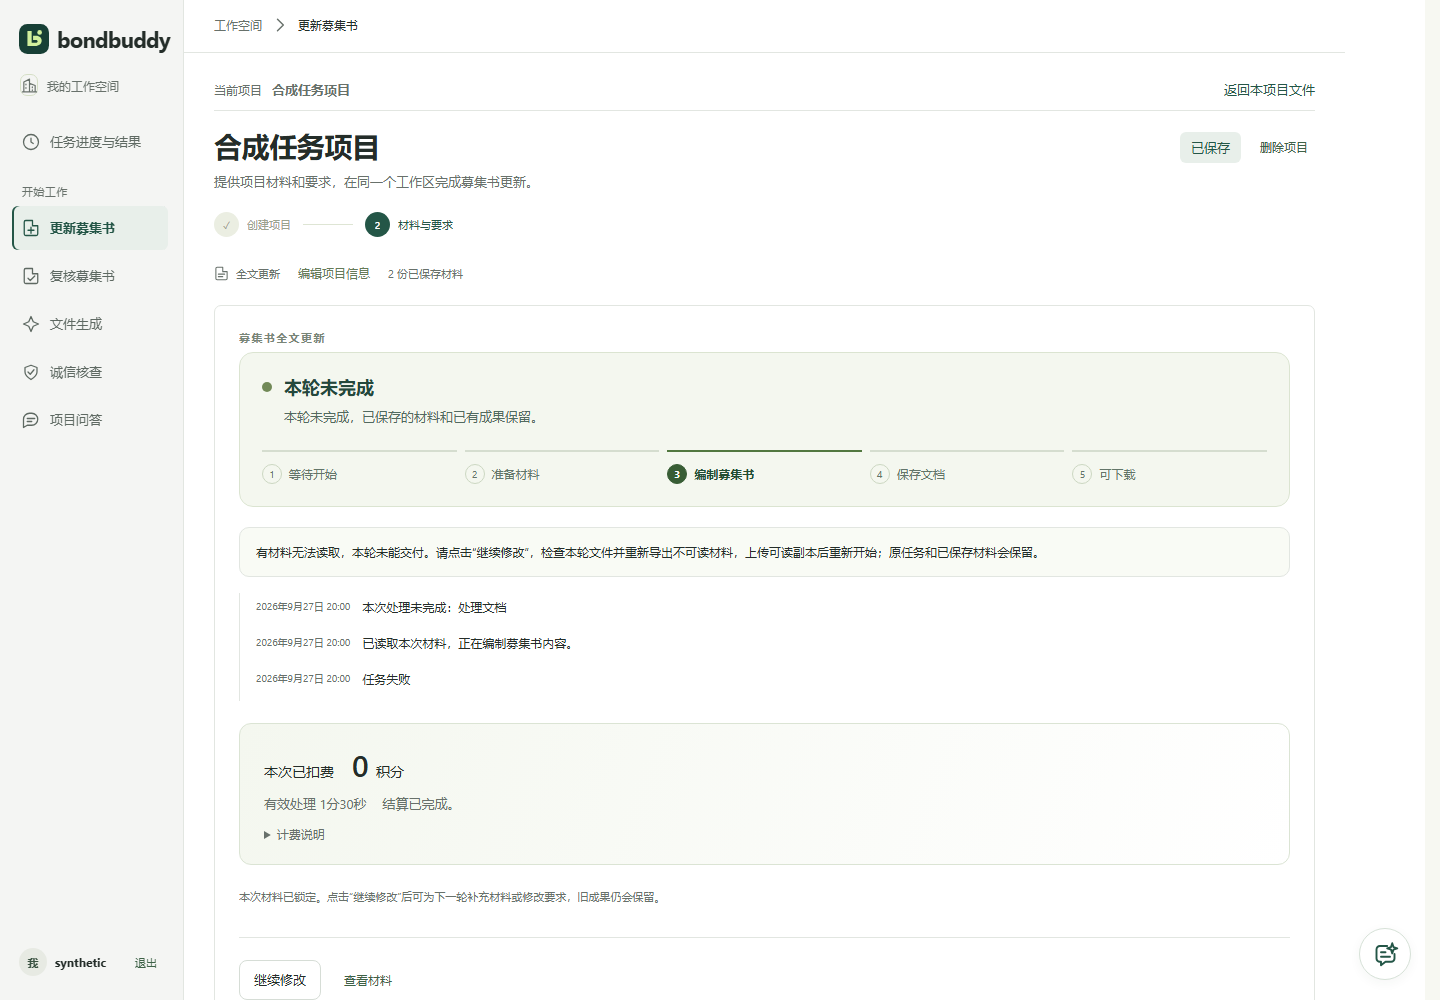 bondbuddy
我的工作空间
任务进度与结果
开始工作
更新募集书
复核募集书
文件生成
诚信核查
项目问答
我 synthetic 退出
工作空间 更新募集书
当前项目 合成任务项目 返回本项目文件
合成任务项目 已保存 删除项目
提供项目材料和要求，在同一个工作区完成募集书更新。
✓ 创建项目 2 材料与要求
全文更新 编辑项目信息 2 份已保存材料
募集书全文更新
本轮未完成
本轮未完成，已保存的材料和已有成果保留。
1 等待开始 2 准备材料 3 编制募集书 4 保存文档 5 可下载
有材料无法读取，本轮未能交付。请点击“继续修改”，检查本轮文件并重新导出不可读材料，上传可读副本后重新开始；原任务和已保存材料会保留。
2026年9月27日 20:00 本次处理未完成：处理文档
2026年9月27日 20:00 已读取本次材料，正在编制募集书内容。
2026年9月27日 20:00 任务失败
本次已扣费 0 积分
有效处理 1分30秒 结算已完成。
计费说明
本次材料已锁定。点击“继续修改”后可为下一轮补充材料或修改要求，旧成果仍会保留。
继续修改 查看材料